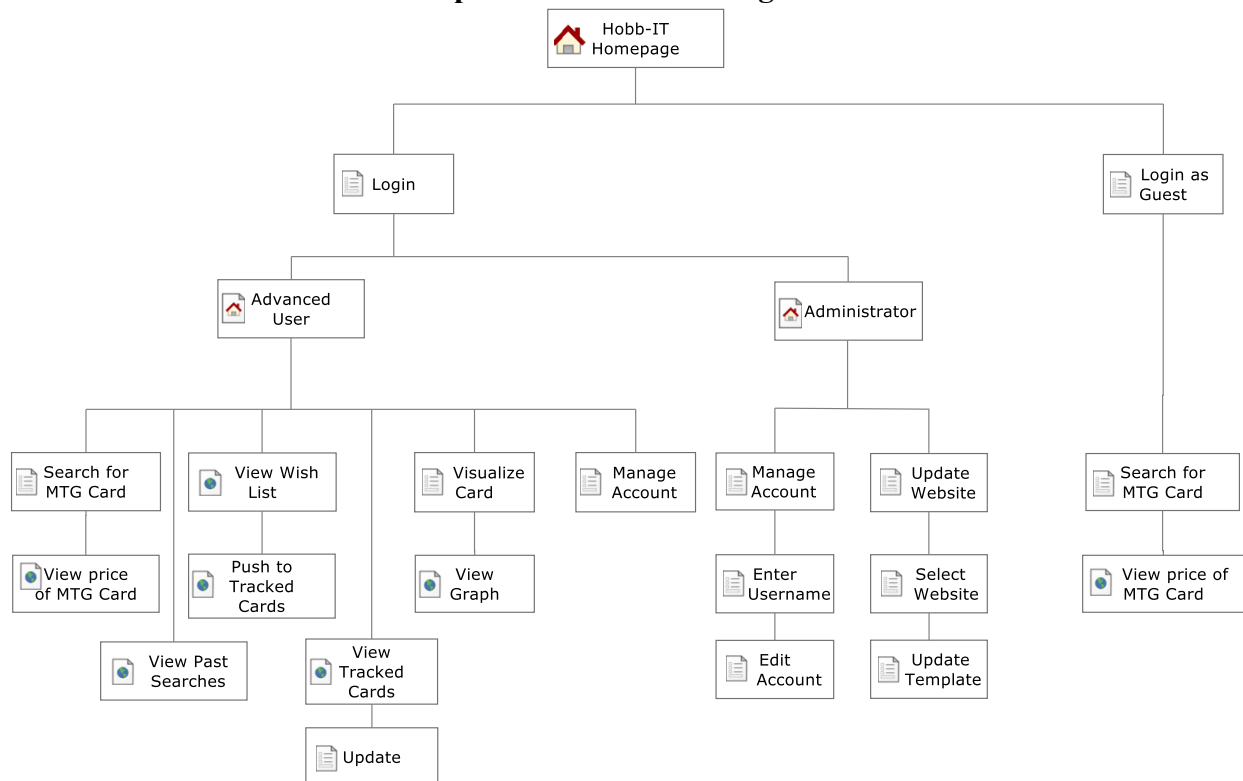 Hobb-IT
Homepage
Login
Login as
Guest
Advanced
User
Administrator
Search for
MTG Card
View Wish
List
Visualize
Card
Manage
Account
Manage
Account
Update
Website
Search for
MTG Card
View price
of MTG Card
Push to
Tracked
Cards
View
Graph
Enter
Username
Select
Website
View price of
MTG Card
View Past
Searches
View
Tracked
Cards
Edit
Account
Update
Template
Update